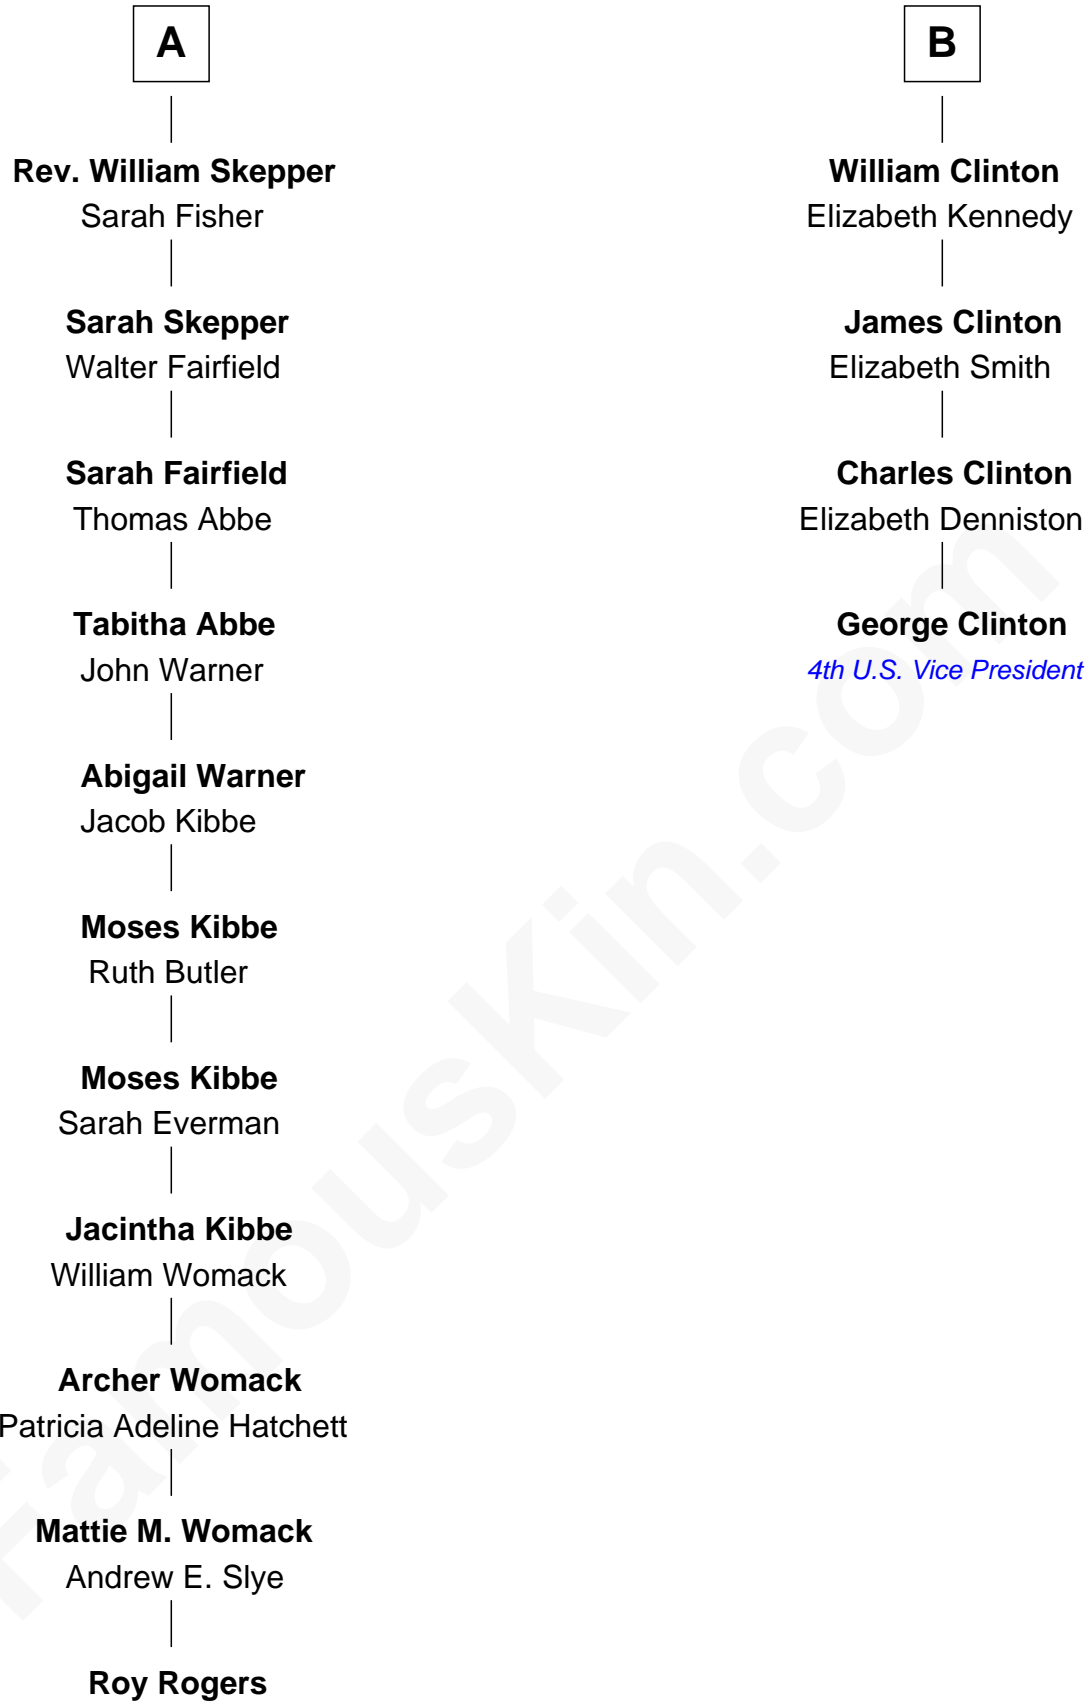 A
Rev. William Skepper
Sarah Fisher
Sarah Skepper
Walter Fairfield
Sarah Fairfield
Thomas Abbe
Tabitha Abbe
John Warner
Abigail Warner
Jacob Kibbe
Moses Kibbe
Ruth Butler
Moses Kibbe
Sarah Everman
Jacintha Kibbe
William Womack
Archer Womack
Patricia Adeline Hatchett
Mattie M. Womack
Andrew E. Slye
Roy Rogers
B
William Clinton
Elizabeth Kennedy
James Clinton
Elizabeth Smith
Charles Clinton
Elizabeth Denniston
George Clinton
4th U.S. Vice President
FamousKin.com